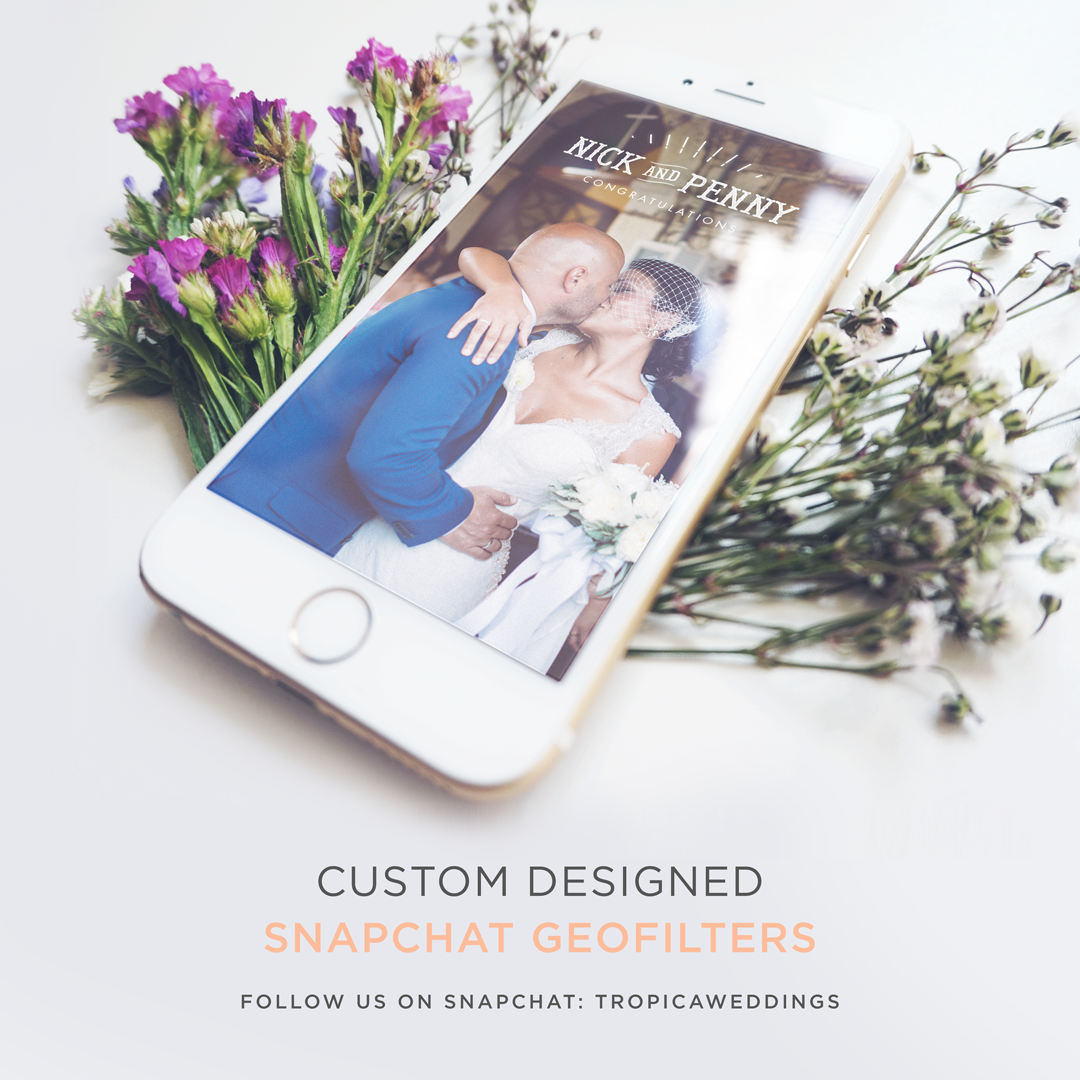 NICK AND PENNY
CONGRATULATIONS
CUSTOM DESIGNED
SNAPCHAT GEOFILTERS
FOLLOW US ON SNAPCHAT: TROPICAWEDDINGS